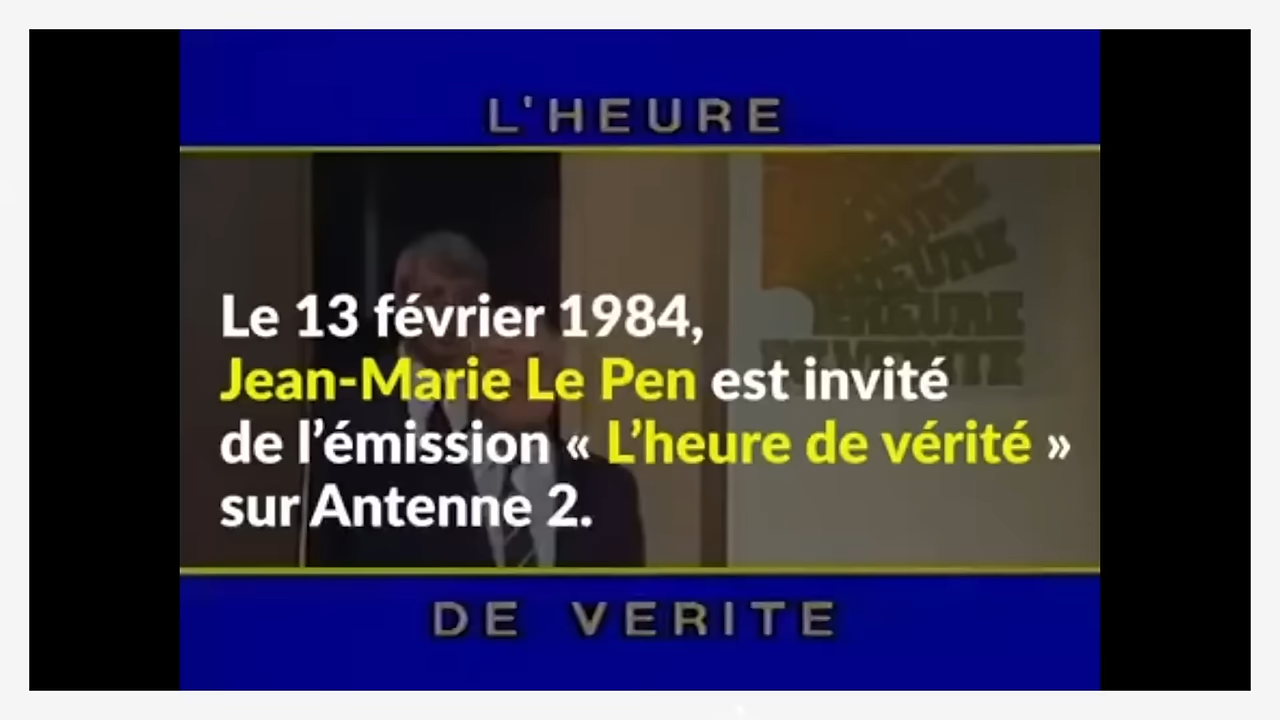 L'HEURE
Le 13 février 1984,
Jean-Marie Le Pen est invité
de l’émission « L’heure de vérité »
sur Antenne 2.
DE VERITE